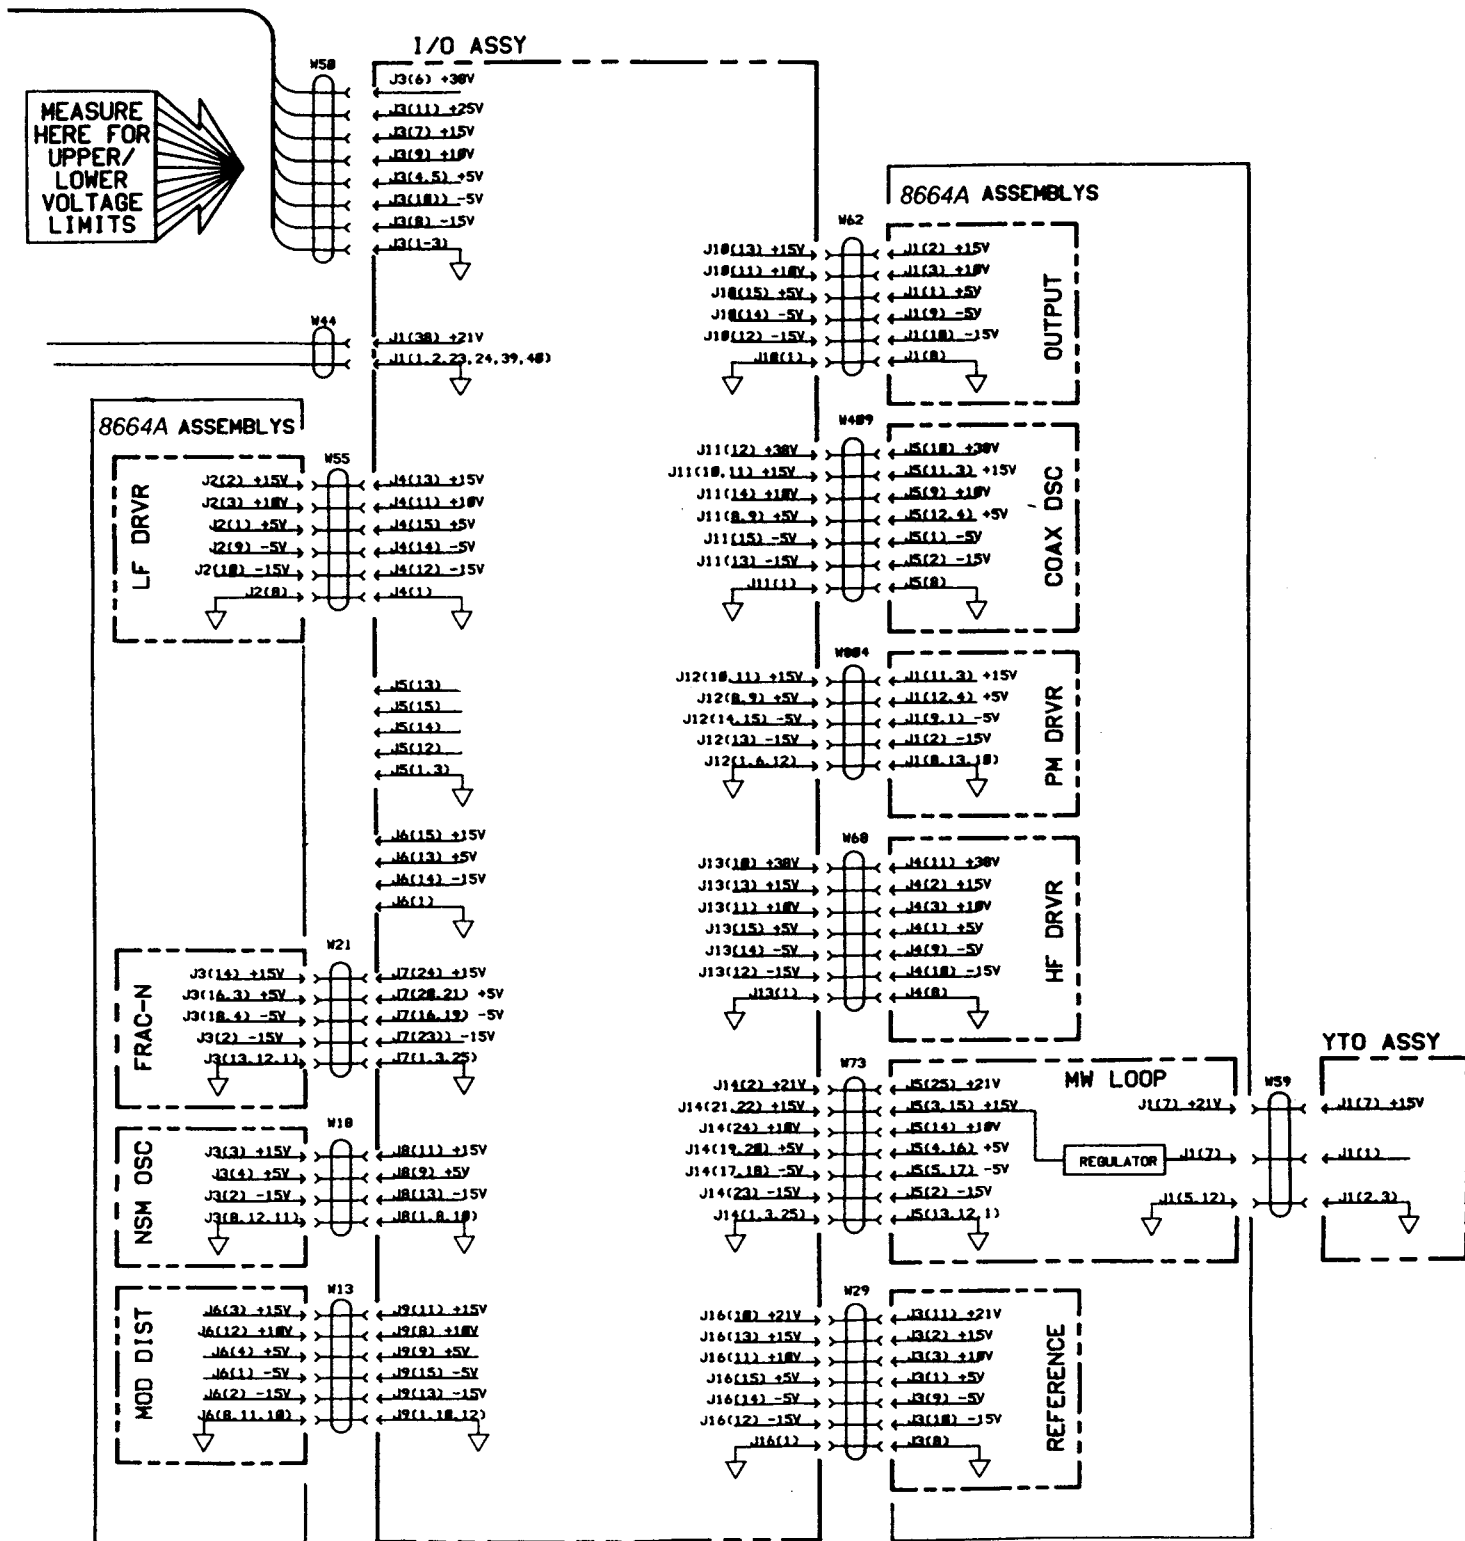 I/O ASSY
W50
J3(6) +30V
J3(11) +25V
J3(7) +15V
J3(9) +10V
J3(4,5) +5V
J3(10)) -5V
J3(8) -15V
J3(1-3)
MEASURE
HERE FOR
UPPER/
LOWER
VOLTAGE
LIMITS
W44
J1(38) +21V
J1(1,2,23,24,39,40)
8664A ASSEMBLYS
LF DRVR
J2(2) +15V
J2(3) +10V
J2(1) +5V
J2(9) -5V
J2(10) -15V
J2(8)
W55
J4(13) +15V
J4(11) +10V
J4(15) +5V
J4(14) -5V
J4(12) -15V
J4(1)
J5(13)
J5(15)
J5(14)
J5(12)
J5(1,3)
J6(15) +15V
J6(13) +5V
J6(14) -15V
J6(1)
FRAC-N
J3(14) +15V
J3(16,3) +5V
J3(18,4) -5V
J3(2) -15V
J3(13,12,1)
W21
J7(24) +15V
J7(20,21) +5V
J7(16,19) -5V
J7(23)) -15V
J7(1,3,25)
NSM OSC
J3(3) +15V
J3(4) +5V
J3(2) -15V
J3(8,12,11)
W10
J8(11) +15V
J8(9) +5V
J8(13) -15V
J8(1,8,10)
MOD DIST
J6(3) +15V
J6(12) +10V
J6(4) +5V
J6(1) -5V
J6(2) -15V
J6(8,11,10)
W13
J9(11) +15V
J9(8) +10V
J9(9) +5V
J9(15) -5V
J9(13) -15V
J9(1,10,12)
8664A ASSEMBLYS
J10(13) +15V
J10(11) +10V
J10(15) +5V
J10(14) -5V
J10(12) -15V
J10(1)
W62
J1(2) +15V
J1(3) +10V
J1(1) +5V
J1(9) -5V
J1(10) -15V
J1(8)
OUTPUT
J11(12) +30V
J11(10,11) +15V
J11(14) +10V
J11(8,9) +5V
J11(15) -5V
J11(13) -15V
J11(1)
W409
J5(10) +30V
J5(11,3) +15V
J5(9) +10V
J5(12,4) +5V
J5(1) -5V
J5(2) -15V
J5(8)
COAX OSC
J12(10,11) +15V
J12(8,9) +5V
J12(14,15) -5V
J12(13) -15V
J12(1,6,12)
W804
J1(11,3) +15V
J1(12,4) +5V
J1(9,1) -5V
J1(2) -15V
J1(8,13,10)
PM DRVR
J13(10) +30V
J13(13) +15V
J13(11) +10V
J13(15) +5V
J13(14) -5V
J13(12) -15V
J13(1)
W60
J4(11) +30V
J4(2) +15V
J4(3) +10V
J4(1) +5V
J4(9) -5V
J4(10) -15V
J4(8)
HF DRVR
J14(2) +21V
J14(21,22) +15V
J14(24) +10V
J14(19,20) +5V
J14(17,18) -5V
J14(23) -15V
J14(1,3,25)
W73
J5(25) +21V
J5(3,15) +15V
J5(14) +10V
J5(4,16) +5V
J5(5,17) -5V
J5(2) -15V
J5(13,12,1)
MW LOOP
REGULATOR
J1(7) +21V
J1(7)
J1(5,12)
W59
YTO ASSY
J1(7) +15V
J1(1)
J1(2,3)
J16(10) +21V
J16(13) +15V
J16(11) +10V
J16(15) +5V
J16(14) -5V
J16(12) -15V
J16(1)
W29
J3(11) +21V
J3(2) +15V
J3(3) +10V
J3(1) +5V
J3(9) -5V
J3(10) -15V
J3(8)
REFERENCE